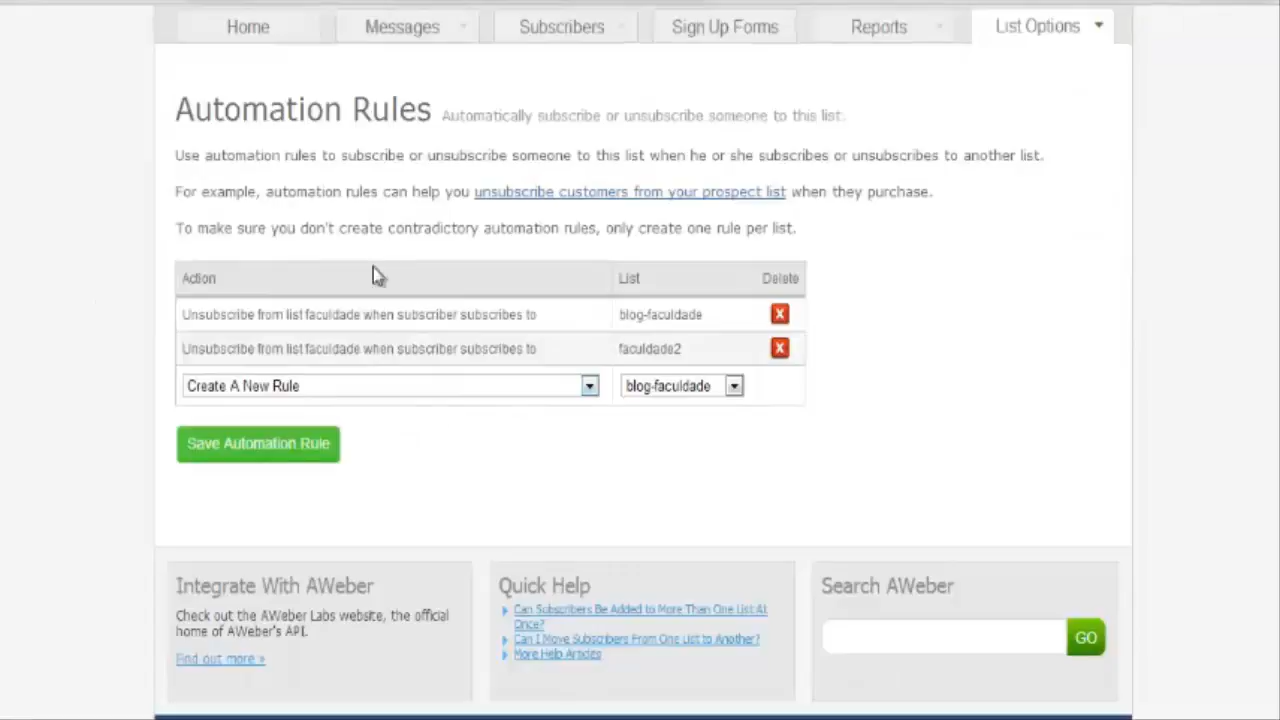 Home Messages Subscribers Sign Up Forms Reports List Options
Automation Rules Automatically subscribe or unsubscribe someone to this list.
Use automation rules to subscribe or unsubscribe someone to this list when he or she subscribes or unsubscribes to another list.
For example, automation rules can help you unsubscribe customers from your prospect list when they purchase.
To make sure you don't create contradictory automation rules, only create one rule per list.
Action List Delete
Unsubscribe from list faculdade when subscriber subscribes to blog-faculdade X
Unsubscribe from list faculdade when subscriber subscribes to faculdade2 X
Create A New Rule blog-faculdade
Save Automation Rule
Integrate With AWeber
Check out the AWeber Labs website, the official
home of AWeber's API.
Find out more »
Quick Help
Can Subscribers Be Added to More Than One List At
Once?
Can I Move Subscribers From One List to Another?
More Help Articles
Search AWeber
GO